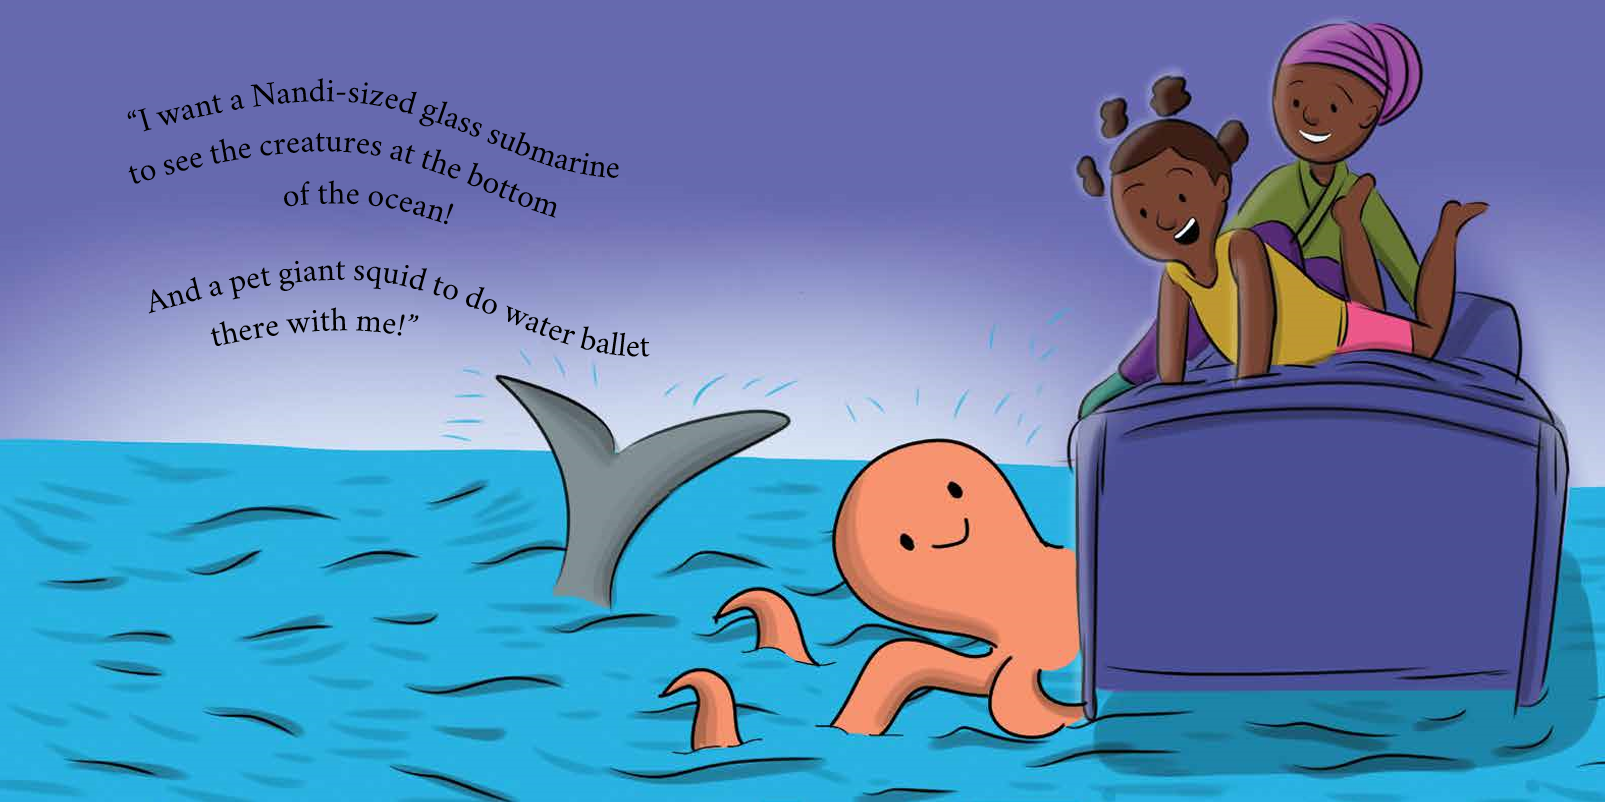 “I want a Nandi-sized glass submarine
to see the creatures at the bottom
of the ocean!
And a pet giant squid to do water ballet
there with me!”